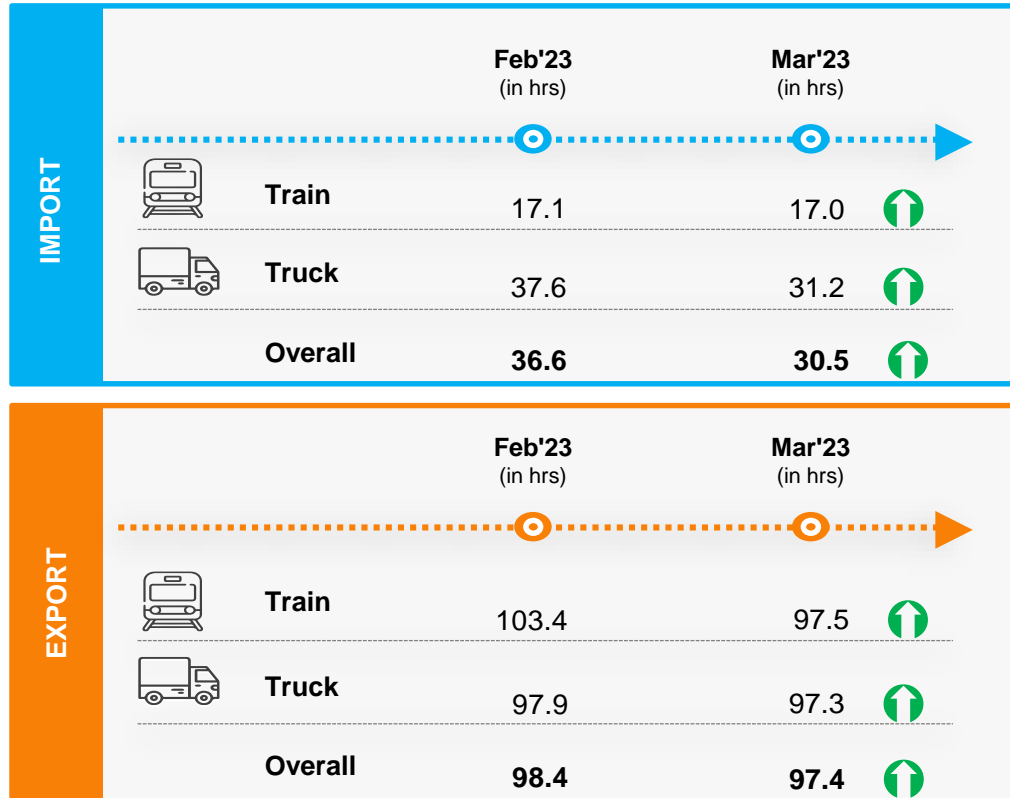 IMPORT
Feb'23 Mar'23
(in hrs) (in hrs)
Train 17.1 17.0
Truck 37.6 31.2
Overall 36.6 30.5
EXPORT
Feb'23 Mar'23
(in hrs) (in hrs)
Train 103.4 97.5
Truck 97.9 97.3
Overall 98.4 97.4